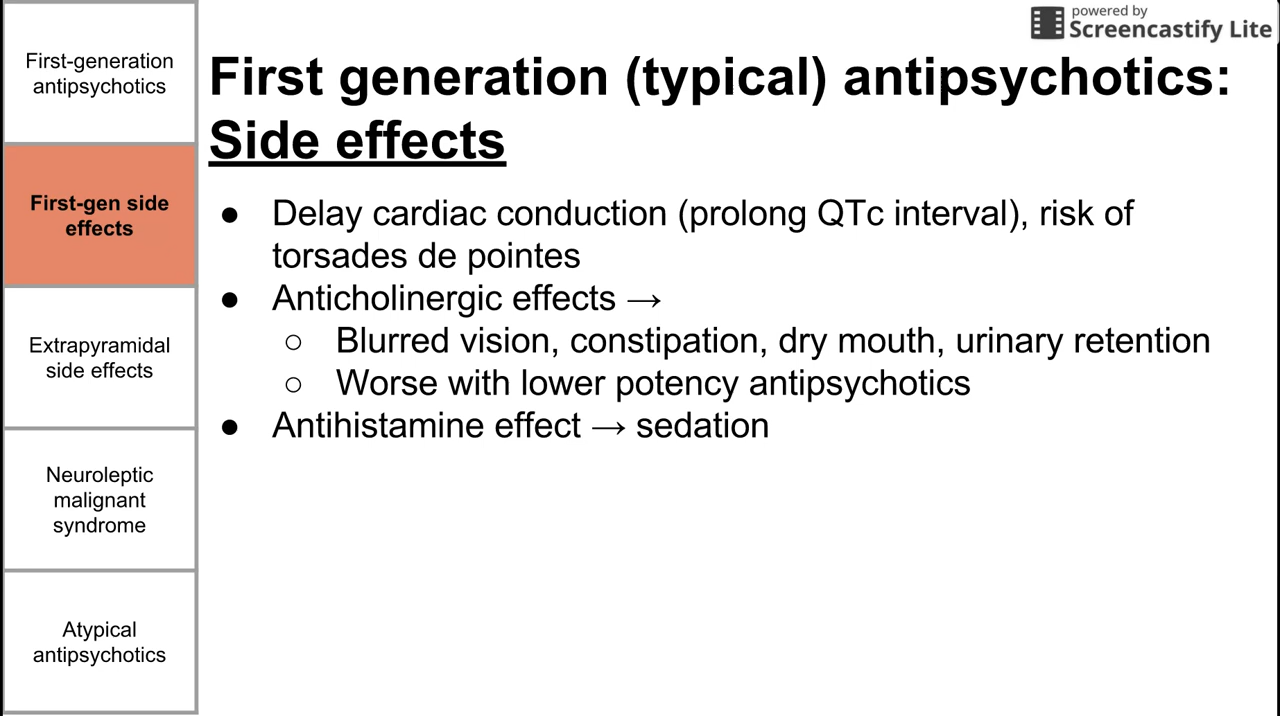 powered by
Screencastify Lite
First-generation
antipsychotics
First-gen side
effects
Extrapyramidal
side effects
Neuroleptic
malignant
syndrome
Atypical
antipsychotics
First generation (typical) antipsychotics:
Side effects
● Delay cardiac conduction (prolong QTc interval), risk of
torsades de pointes
● Anticholinergic effects →
○ Blurred vision, constipation, dry mouth, urinary retention
○ Worse with lower potency antipsychotics
● Antihistamine effect → sedation